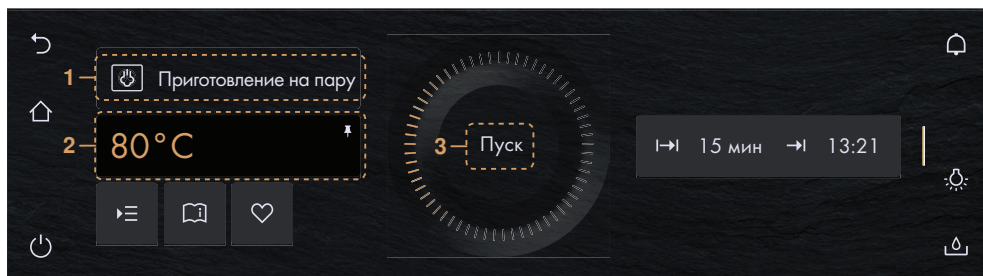 1
Приготовление на пару
2
80°C
3
Пуск
15 мин 13:21